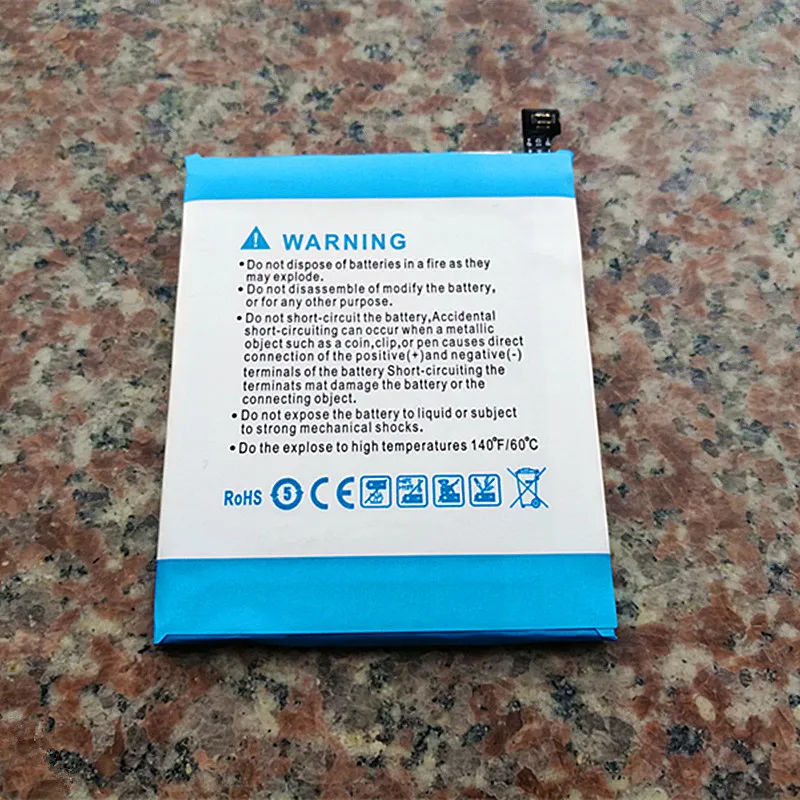 WARNING
•Do not dispose of batteries in a fire as they
may explode.
•Do not disassemble of modify the battery,
or for any other purpose.
•Do not short-circuit the battery,Accidental
short-circuiting can occur when a metallic
object such as a coin,clip,or pen causes direct
connection of the positive(+)and negative(-)
terminals of the battery Short-circuiting the
terminats mat damage the battery or the
connecting object.
•Do not expose the battery to liquid or subject
to strong mechanical shocks.
•Do the explose to high temperatures 140°F/60°C
RoHS 5 CE